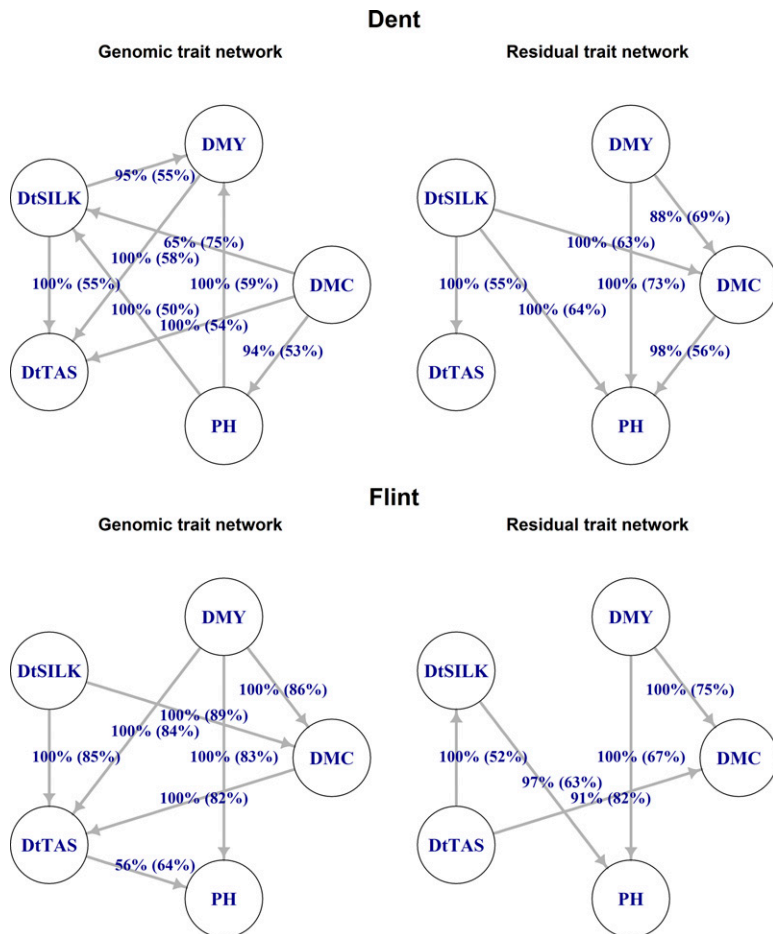 Dent
Genomic trait network
Residual trait network
DMY
DtSILK
95% (55%)
65% (75%)
100% (58%)
100% (55%)
100% (59%)
DMC
100% (50%)
100% (54%)
94% (53%)
DtTAS
PH
DMY
DtSILK
88% (69%)
100% (63%)
100% (55%)
100% (73%)
DMC
100% (64%)
98% (56%)
DtTAS
PH
Flint
Genomic trait network
Residual trait network
DMY
DtSILK
100% (86%)
100% (89%)
100% (84%)
100% (85%)
100% (83%)
DMC
100% (82%)
DtTAS
56% (64%)
PH
DMY
DtSILK
100% (75%)
100% (52%)
100% (67%)
DMC
97% (63%)
91% (82%)
DtTAS
PH